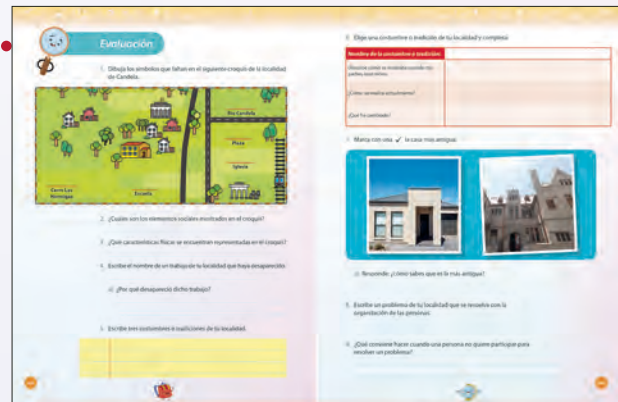 Evaluación
1. Dibuja los símbolos que faltan en el siguiente croquis de la localidad
de Candela.
Río Candela
Plaza
Iglesia
Cerro Los
Escuela
2. ¿Cuáles son los elementos sociales mostrados en el croquis?
3. ¿Qué características físicas se encuentran representadas en el croquis?
4. Escribe el nombre de un trabajo de tu localidad que haya desaparecido.
a) ¿Por qué desapareció dicho trabajo?
5. Escribe tres costumbres o tradiciones de tu localidad.
6. Elige una costumbre o tradición de tu localidad y completa.
Nombre de la costumbre o tradición:
¿Cómo se realiza actualmente?
¿Qué ha cambiado?
7. Marca con una ✓ la casa más antigua.
a) Responde: ¿cómo sabes que es la más antigua?
8. Escribe un problema de tu localidad que se resuelva con la
organización de las personas.
9. ¿Qué conviene hacer cuando una persona no quiere participar para
resolver un problema?